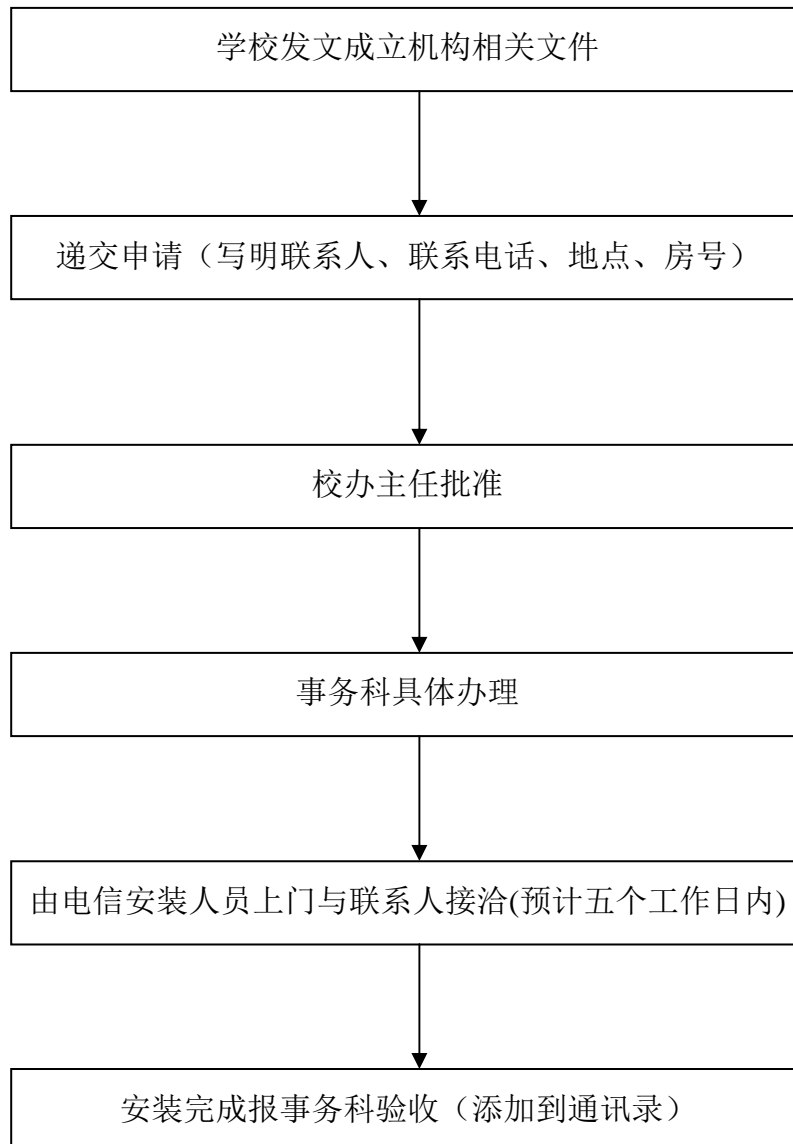 学校发文成立机构相关文件
递交申请（写明联系人、联系电话、地点、房号）
校办主任批准
事务科具体办理
由电信安装人员上门与联系人接洽(预计五个工作日内)
安装完成报事务科验收（添加到通讯录）